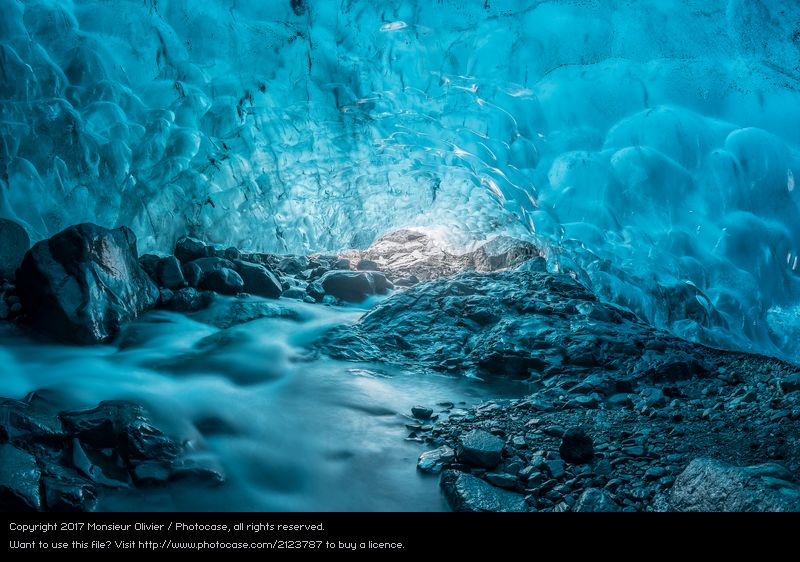 Copyright 2017 Monsieur Olivier / Photocase, all rights reserved.
Want to use this file? Visit http://www.photocase.com/2123787 to buy a licence.